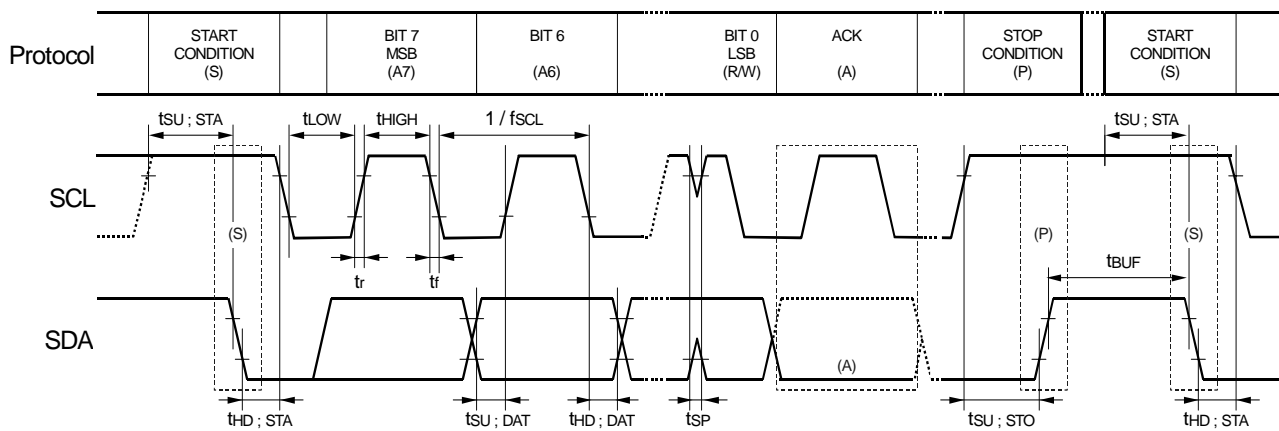 Protocol
START
CONDITION
(S)
BIT 7
MSB
(A7)
BIT 6
(A6)
BIT 0
LSB
(R/W)
ACK
(A)
STOP
CONDITION
(P)
START
CONDITION
(S)
tSU ; STA
tLOW
tHIGH
1 / fSCL
tSU ; STA
SCL
(S)
(P)
(S)
tr
tf
tBUF
SDA
(A)
tHD ; STA
tSU ; DAT
tHD ; DAT
tSP
tSU ; STO
tHD ; STA